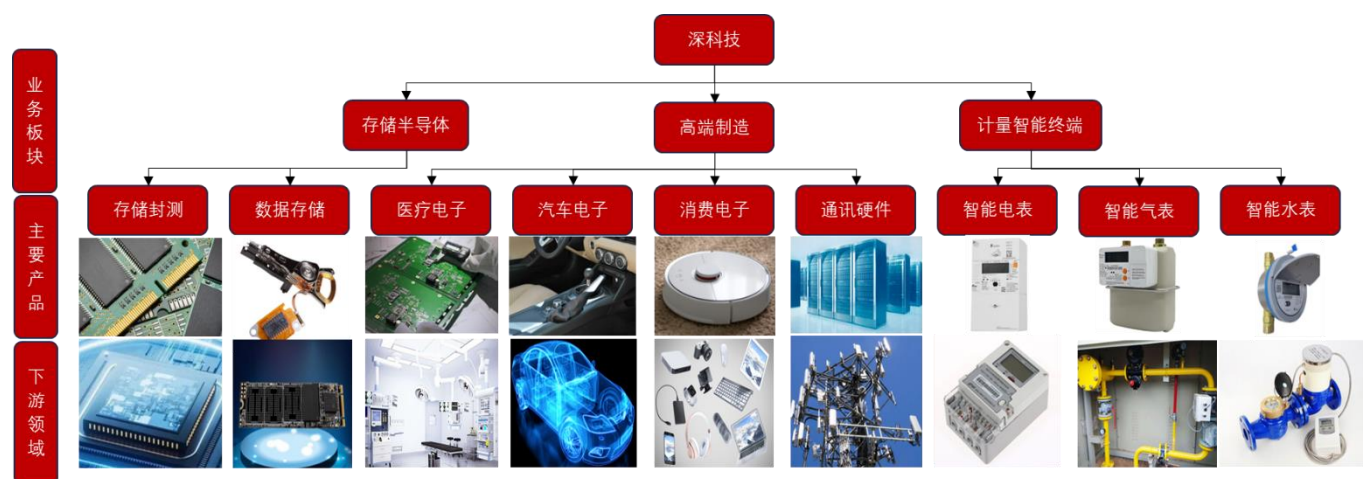 深科技
业务板块
存储半导体
高端制造
计量智能终端
主要产品
存储封测
数据存储
医疗电子
汽车电子
消费电子
通讯硬件
智能电表
智能气表
智能水表
下游领域